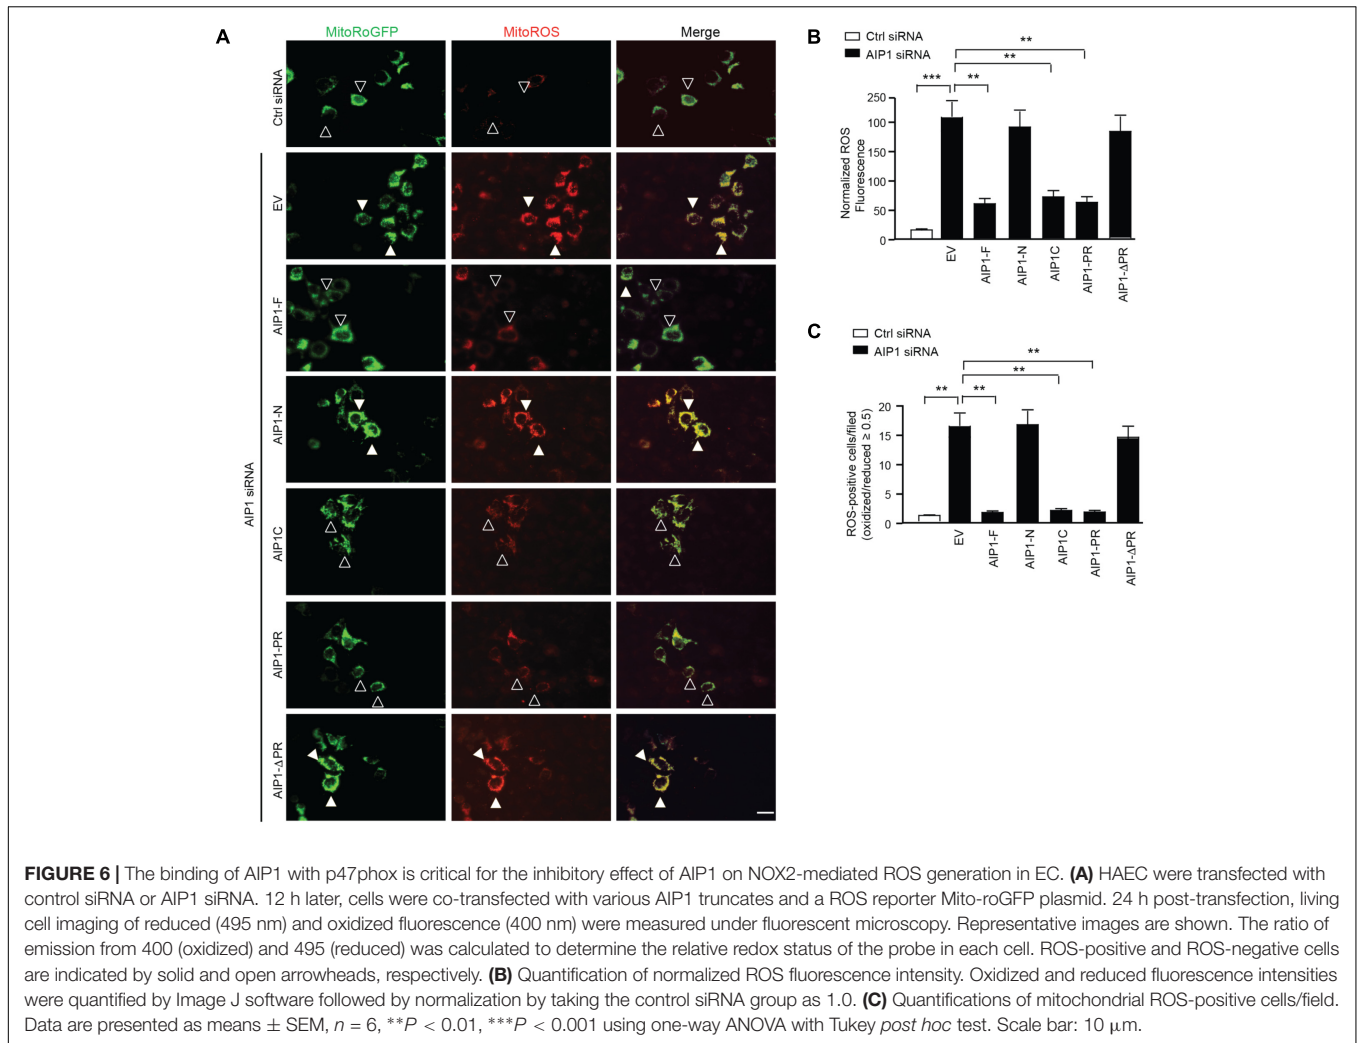 A
MitoRoGFP MitoROS Merge
Ctrl siRNA
AIP1 siRNA
EV
AIP1-F
AIP1-N
AIP1C
AIP1-PR
AIP1-ΔPR
B
Ctrl siRNA
AIP1 siRNA
*** ** ** **
Normalized ROS
Fluorescence
250
100
150
100
50
0
EV AIP1-F AIP1-N AIP1C AIP1-PR AIP1-ΔPR
C
Ctrl siRNA
AIP1 siRNA
** ** ** **
ROS-positive cells/filed
(oxidized/reduced ≥ 0.5)
20
15
10
5
0
EV AIP1-F AIP1-N AIP1C AIP1-PR AIP1-ΔPR
FIGURE 6 | The binding of AIP1 with p47phox is critical for the inhibitory effect of AIP1 on NOX2-mediated ROS generation in EC. (A) HAEC were transfected with
control siRNA or AIP1 siRNA. 12 h later, cells were co-transfected with various AIP1 truncates and a ROS reporter Mito-roGFP plasmid. 24 h post-transfection, living
cell imaging of reduced (495 nm) and oxidized fluorescence (400 nm) were measured under fluorescent microscopy. Representative images are shown. The ratio of
emission from 400 (oxidized) and 495 (reduced) was calculated to determine the relative redox status of the probe in each cell. ROS-positive and ROS-negative cells
are indicated by solid and open arrowheads, respectively. (B) Quantification of normalized ROS fluorescence intensity. Oxidized and reduced fluorescence intensities
were quantified by Image J software followed by normalization by taking the control siRNA group as 1.0. (C) Quantifications of mitochondrial ROS-positive cells/field.
Data are presented as means ± SEM, n = 6, **P < 0.01, ***P < 0.001 using one-way ANOVA with Tukey post hoc test. Scale bar: 10 μm.